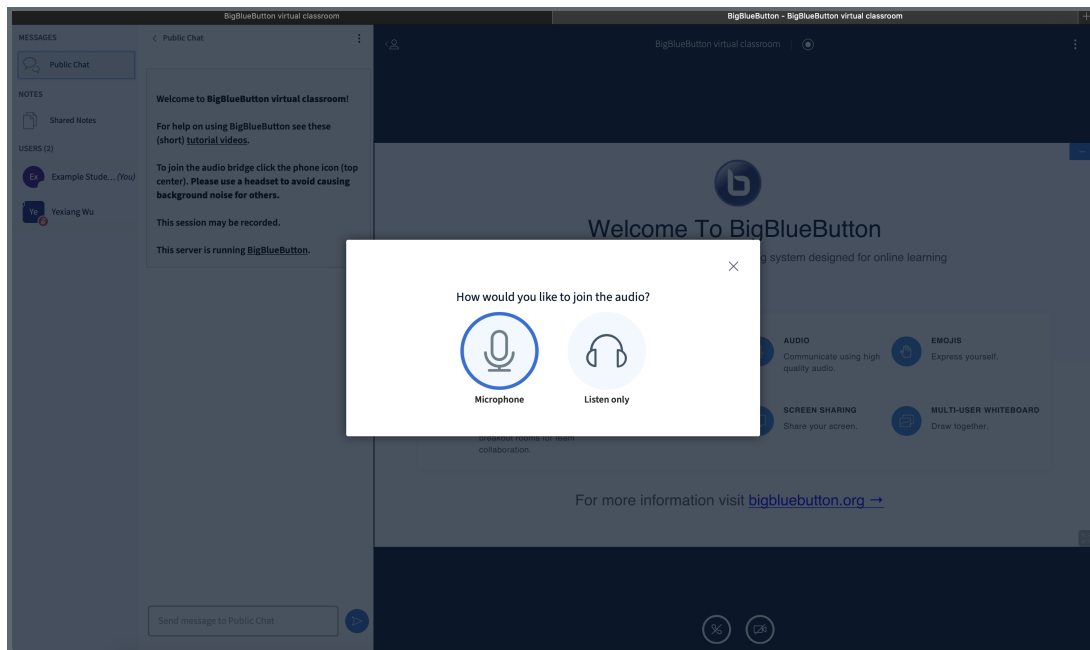 BigBlueButton virtual classroom
BigBlueButton - BigBlueButton virtual classroom
MESSAGES
Public Chat
NOTES
Shared Notes
USERS (2)
Ex
Example Stude... (You)
Ye
Yexiang Wu
Public Chat
Welcome to BigBlueButton virtual classroom!
For help on using BigBlueButton see these
(short) tutorial videos.
To join the audio bridge click the phone icon (top
center). Please use a headset to avoid causing
background noise for others.
This session may be recorded.
This server is running BigBlueButton.
Send message to Public Chat
BigBlueButton virtual classroom
Welcome To BigBlueButton
g system designed for online learning
How would you like to join the audio?
Microphone
Listen only
AUDIO
Communicate using high
quality audio.
EMOJIS
Express yourself.
SCREEN SHARING
Share your screen.
MULTI-USER WHITEBOARD
Draw together.
breakout rooms for team
collaboration.
For more information visit bigbluebutton.org →